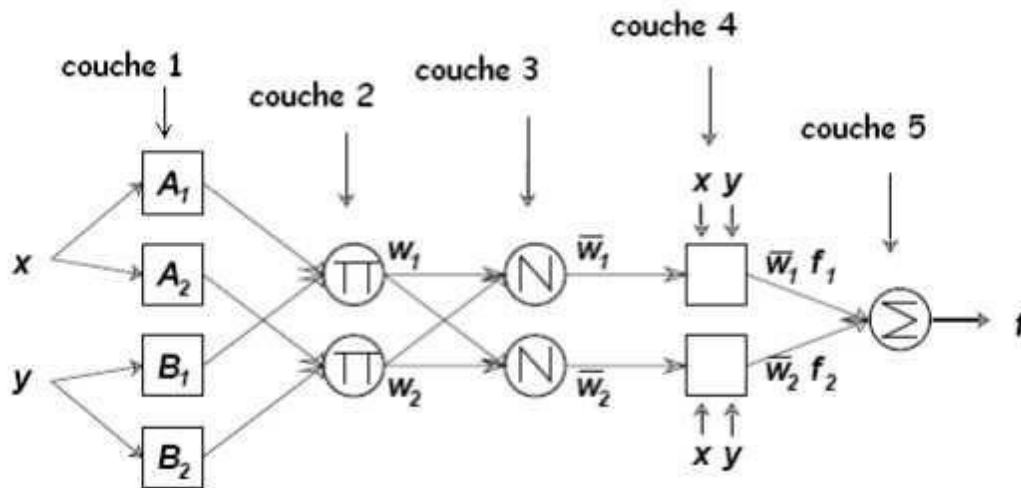 couche 1
couche 2
couche 3
couche 4
couche 5
x
y
A₁
A₂
B₁
B₂
Π
Π
w₁
w₂
N
N
w̅₁
w̅₂
x y
x y
w̅₁ f₁
w̅₂ f₂
Σ
f